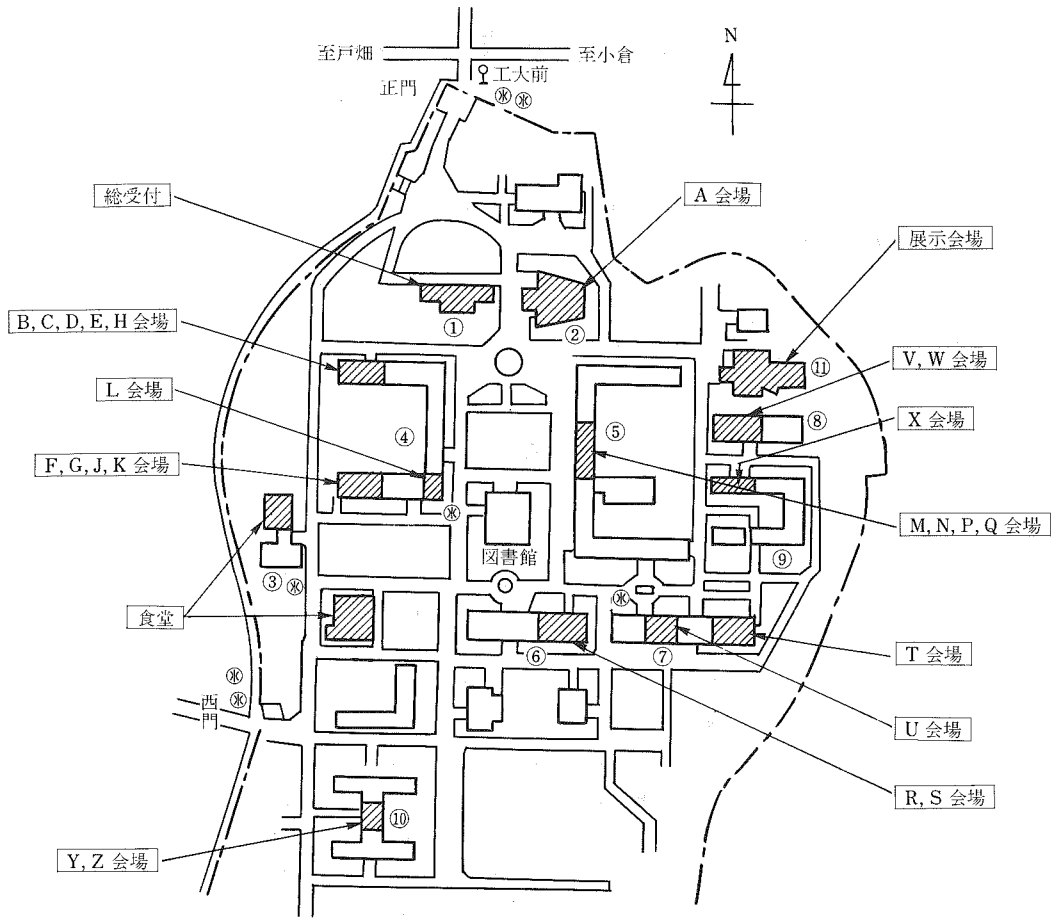 N
至戸畑
至小倉
工大前
正門
総受付
A 会場
展示会場
B, C, D, E, H 会場
①
②
⑪
V, W 会場
L 会場
④
⑤
⑧
X 会場
F, G, J, K 会場
M, N, P, Q 会場
図書館
⑨
③
食堂
⑥
⑦
T 会場
西門
U 会場
R, S 会場
⑩
Y, Z 会場